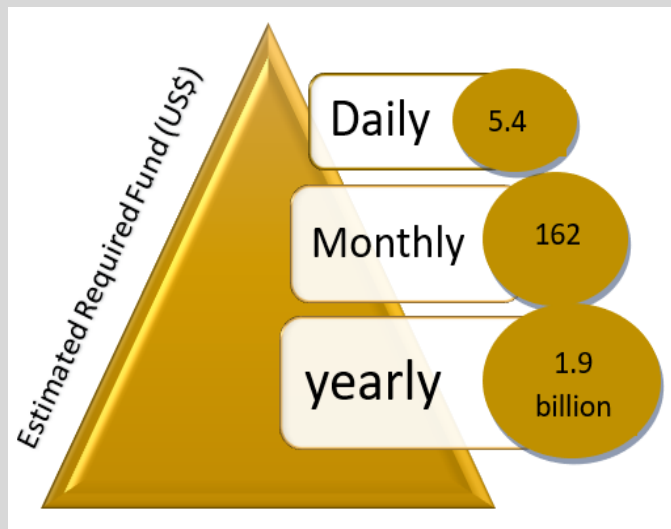 Estimated Required Fund (US$)
Daily
5.4
Monthly
162
yearly
1.9
billion